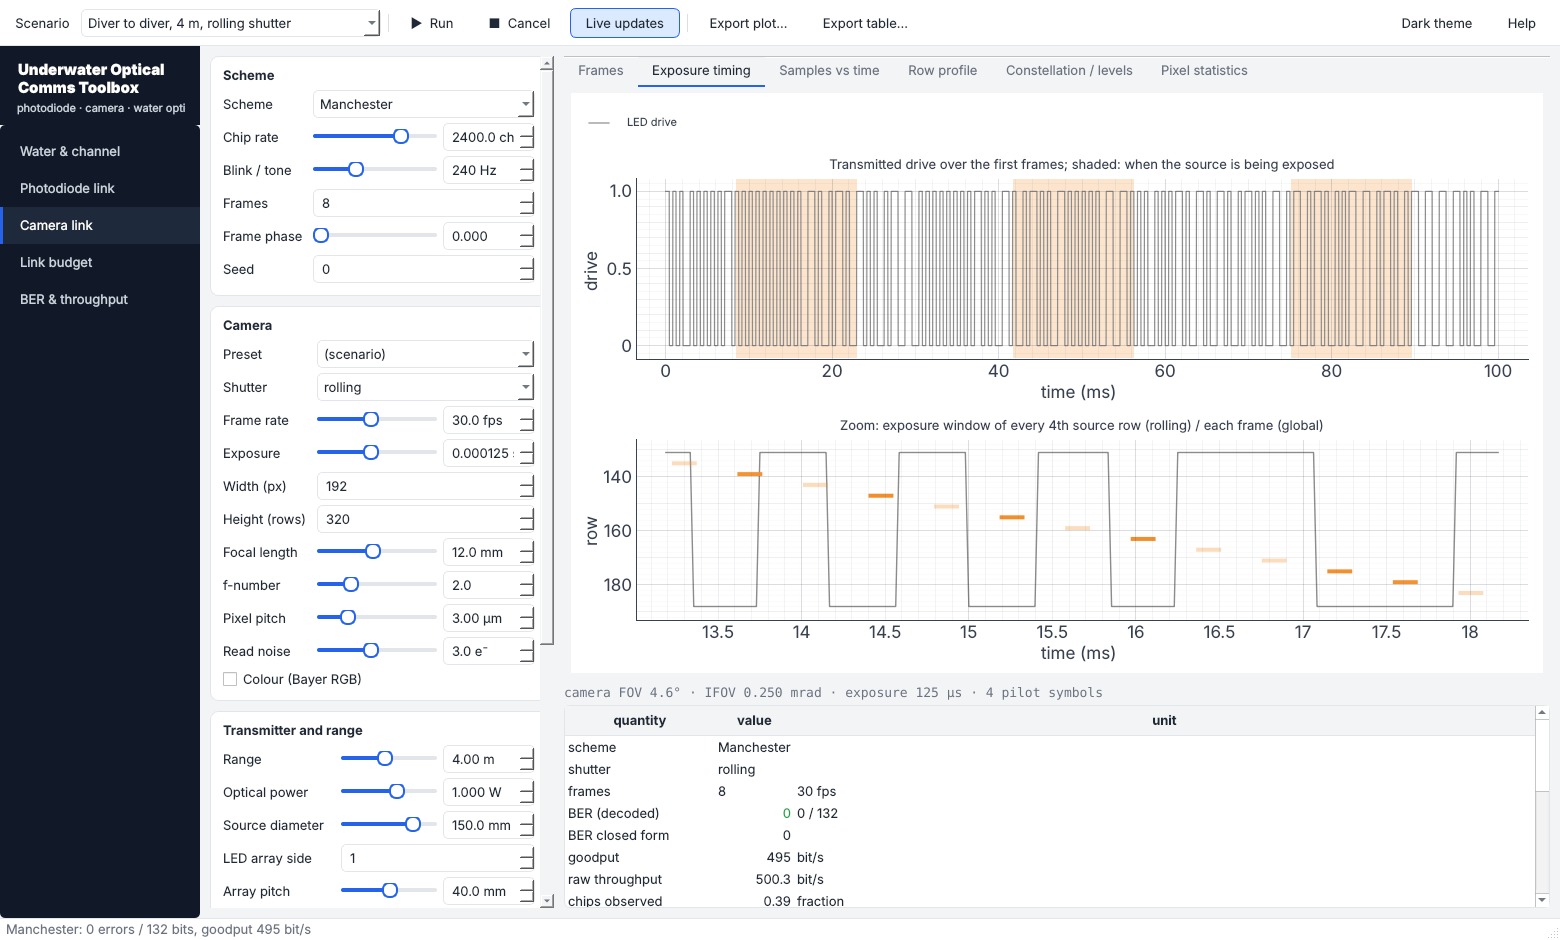 Scenario
Diver to diver, 4 m, rolling shutter
Run
Cancel
Live updates
Export plot...
Export table...
Dark theme
Help
Underwater Optical
Comms Toolbox
photodiode · camera · water opti
Water & channel
Photodiode link
Camera link
Link budget
BER & throughput
Scheme
Scheme Manchester
Chip rate 2400.0 ch
Blink / tone 240 Hz
Frames 8
Frame phase 0.000
Seed 0
Camera
Preset (scenario)
Shutter rolling
Frame rate 30.0 fps
Exposure 0.000125
Width (px) 192
Height (rows) 320
Focal length 12.0 mm
f-number 2.0
Pixel pitch 3.00 µm
Read noise 3.0 e⁻
Colour (Bayer RGB)
Transmitter and range
Range 4.00 m
Optical power 1.000 W
Source diameter 150.0 mm
LED array side 1
Array pitch 40.0 mm
Frames
Exposure timing
Samples vs time
Row profile
Constellation / levels
Pixel statistics
LED drive
Transmitted drive over the first frames; shaded: when the source is being exposed
drive
1.0
0.5
0
0 20 40 60 80 100
time (ms)
Zoom: exposure window of every 4th source row (rolling) / each frame (global)
row
140
160
180
13.5 14 14.5 15 15.5 16 16.5 17 17.5 18
time (ms)
camera FOV 4.6° · IFOV 0.250 mrad · exposure 125 µs · 4 pilot symbols
quantity value unit
scheme Manchester
shutter rolling
frames 8 30 fps
BER (decoded) 0 0 / 132
BER closed form 0
goodput 495 bit/s
raw throughput 500.3 bit/s
chips observed 0.39 fraction
Manchester: 0 errors / 132 bits, goodput 495 bit/s